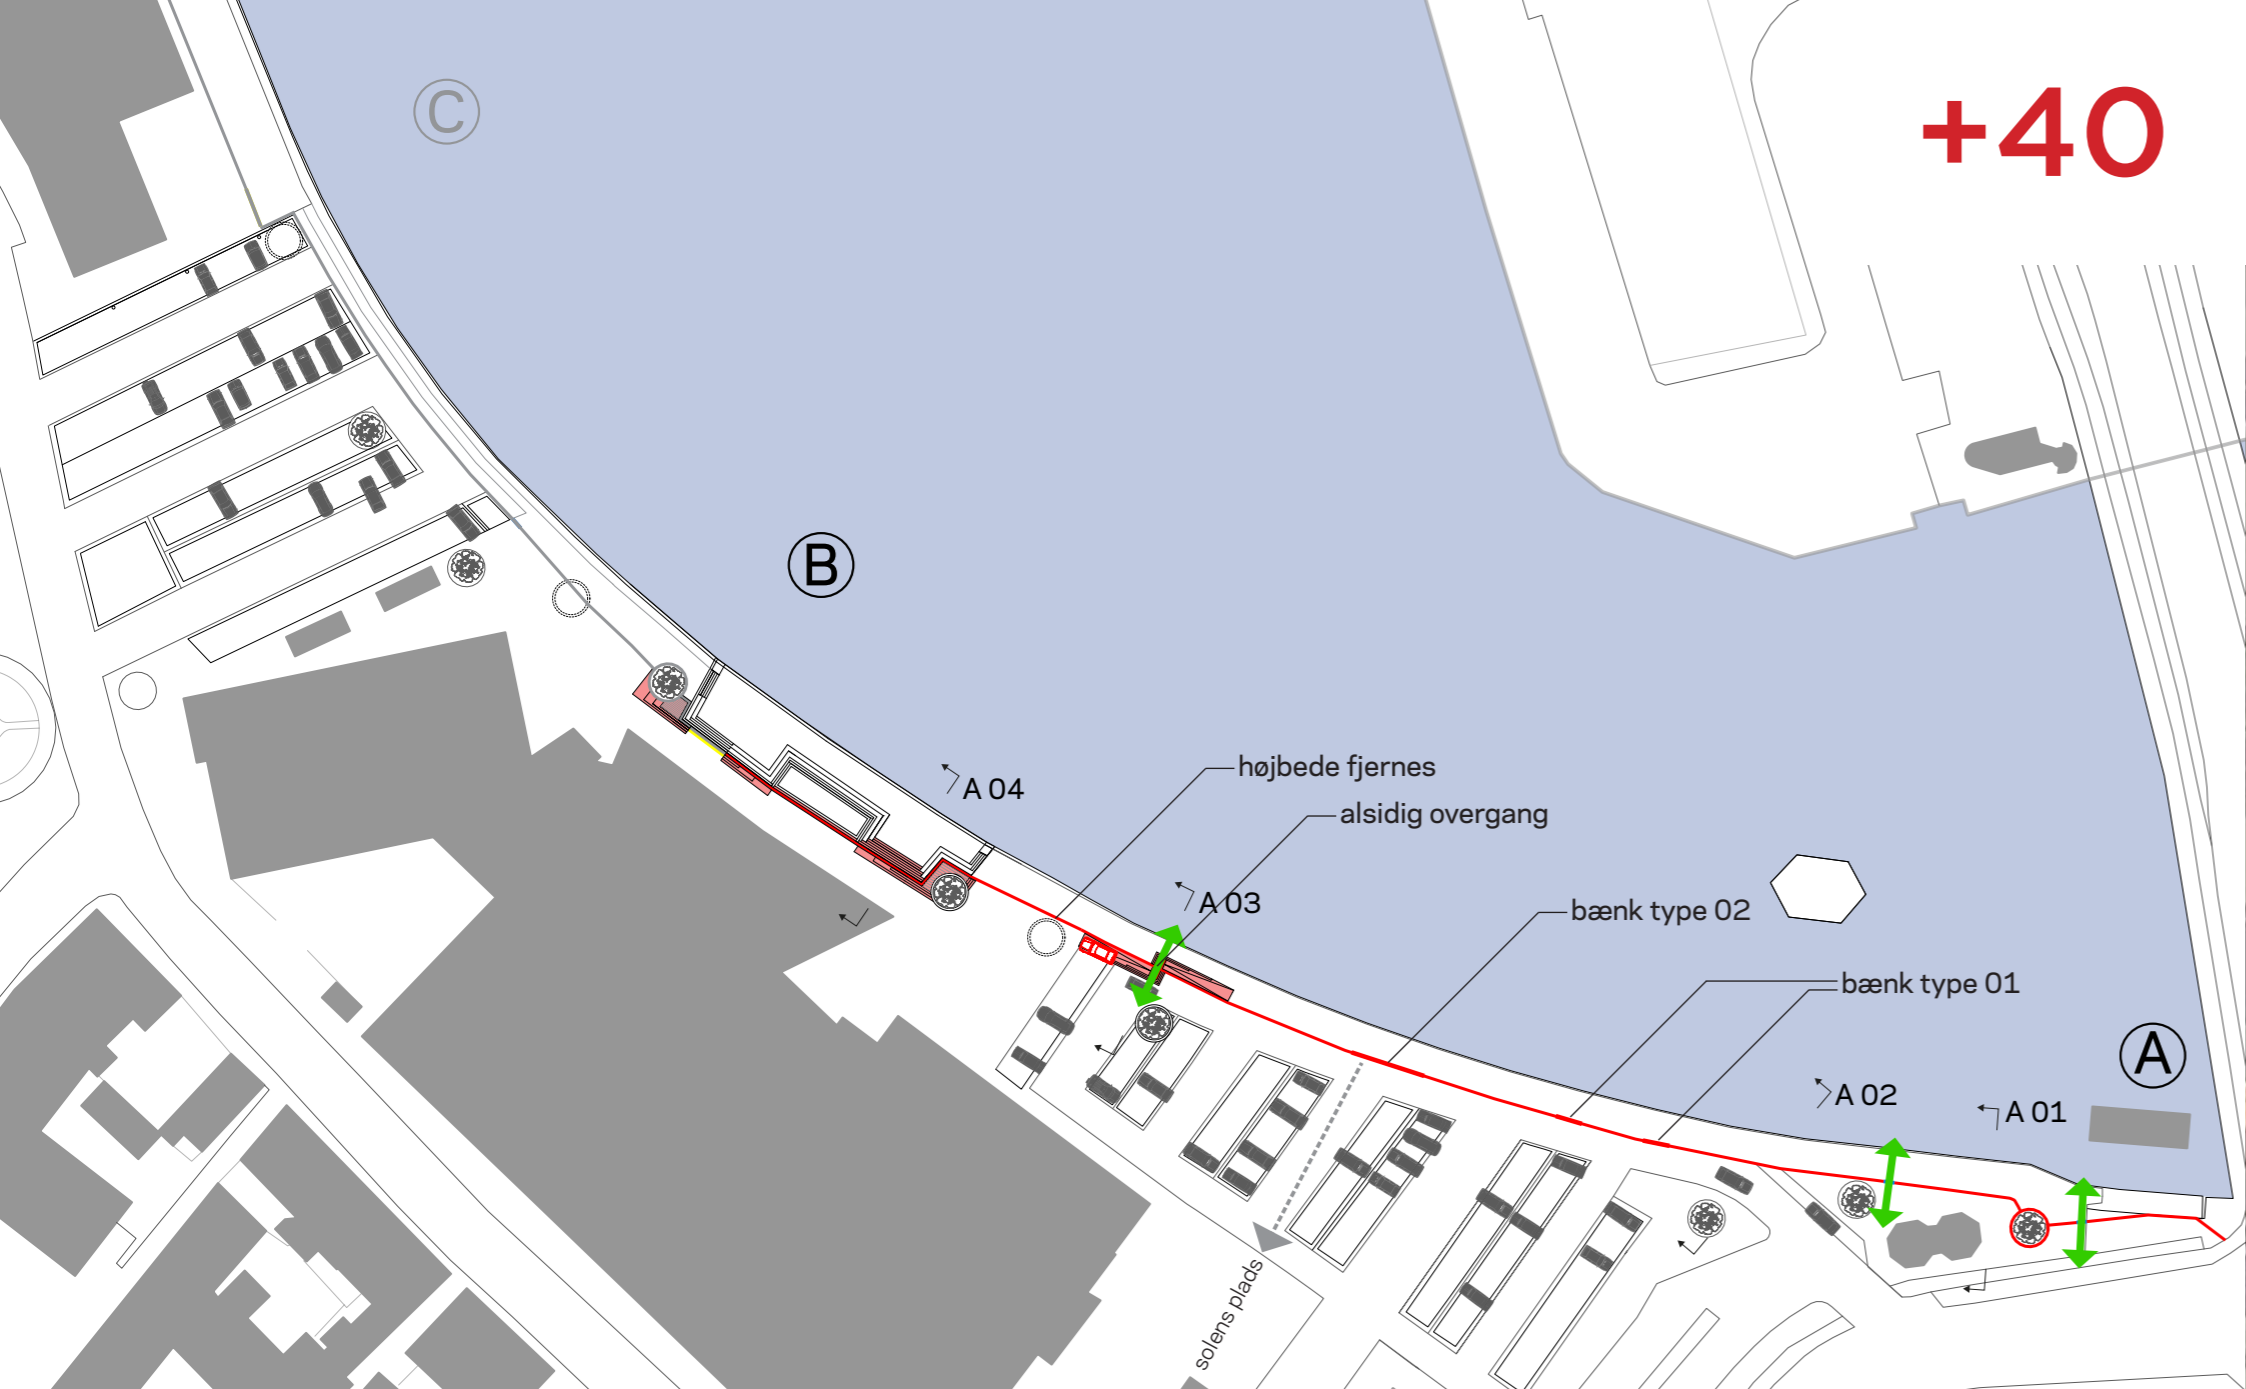 C
+40
B
højbede fjernes
A 04
alsidig overgang
A 03
bænk type 02
bænk type 01
A
A 02
A 01
solens plads